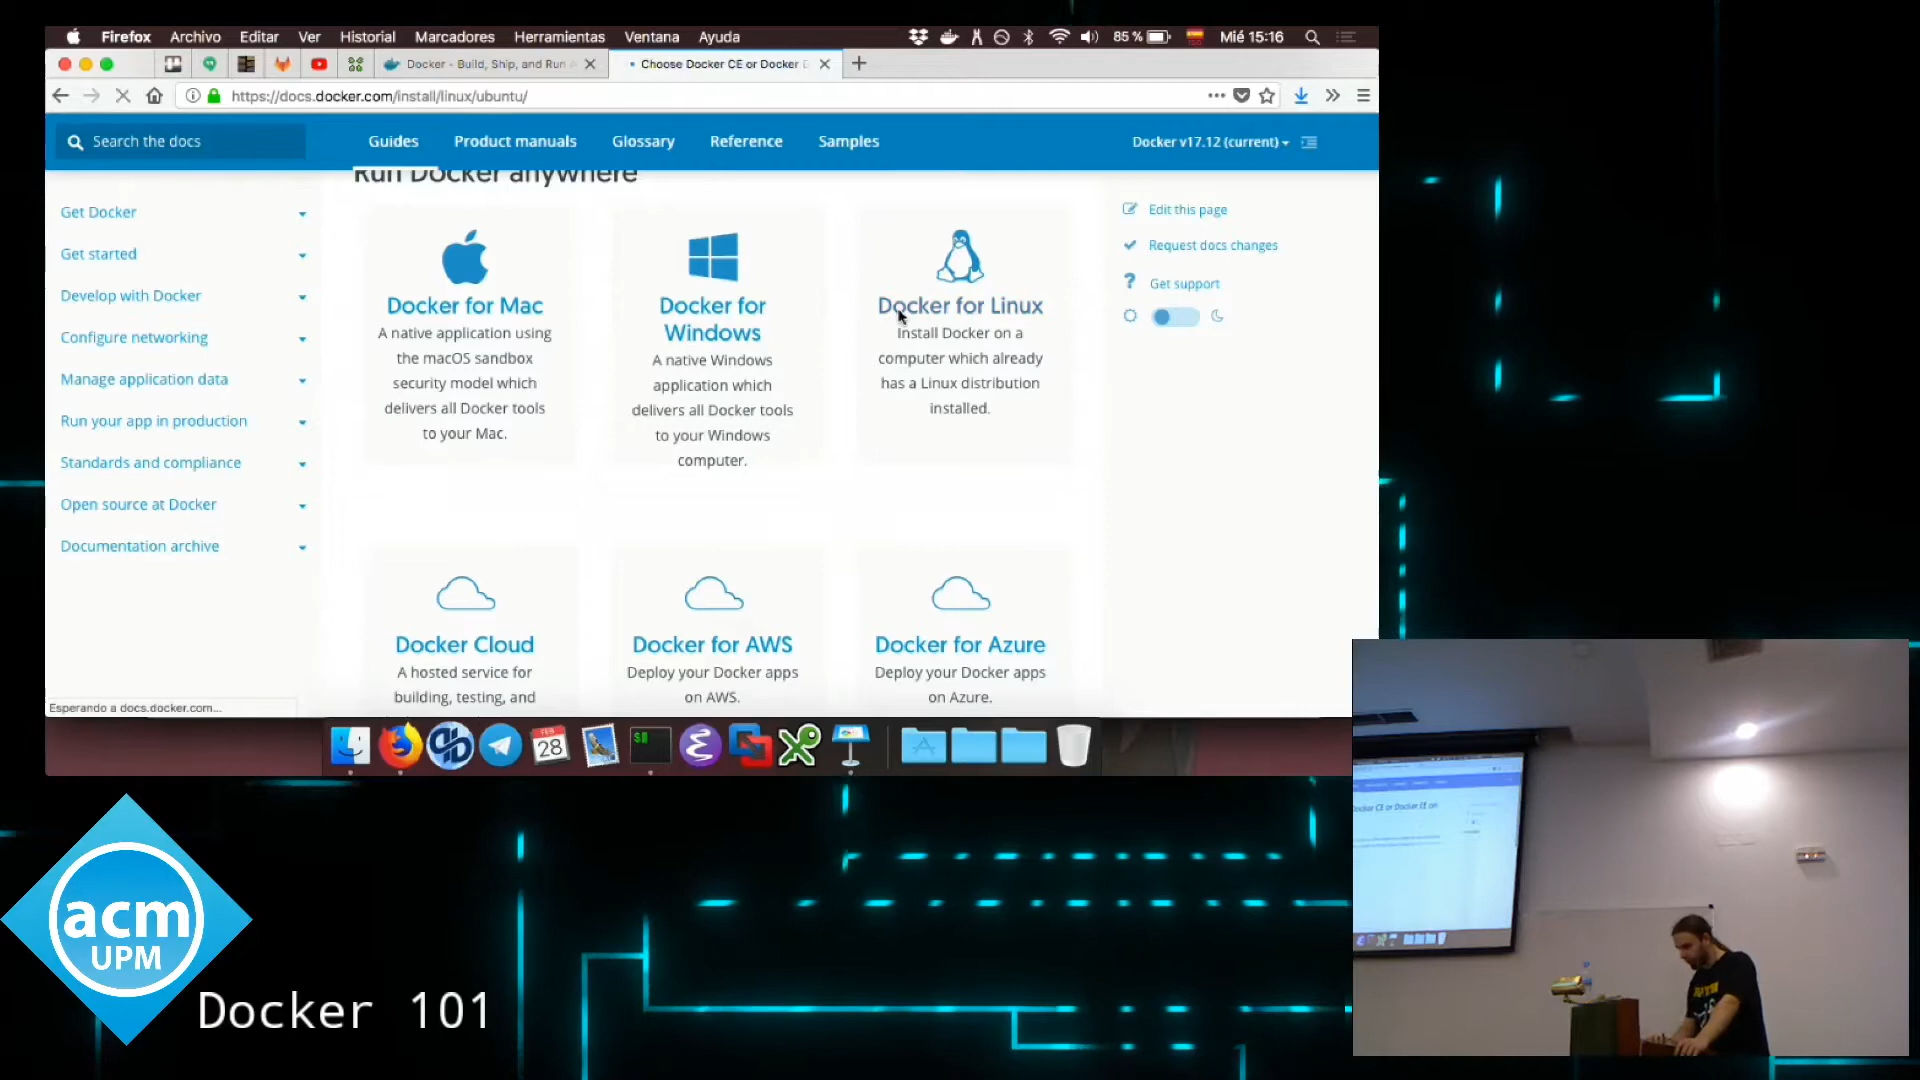 Firefox Archivo Editar Ver Historial Marcadores Herramientas Ventana Ayuda 85 % Mié 15:16
Docker - Build, Ship, and Run Choose Docker CE or Docker E
https://docs.docker.com/install/linux/ubuntu/
Search the docs Guides Product manuals Glossary Reference Samples Docker v17.12 (current)
Run Docker anywhere
Get Docker
Get started
Develop with Docker
Configure networking
Manage application data
Run your app in production
Standards and compliance
Open source at Docker
Documentation archive
Docker for Mac
A native application using
the macOS sandbox
security model which
delivers all Docker tools
to your Mac.
Docker for
Windows
A native Windows
application which
delivers all Docker tools
to your Windows
computer.
Docker for Linux
Install Docker on a
computer which already
has a Linux distribution
installed.
Docker Cloud
A hosted service for
building, testing, and
Docker for AWS
Deploy your Docker apps
on AWS.
Docker for Azure
Deploy your Docker apps
on Azure.
Edit this page
Request docs changes
Get support
Esperando a docs.docker.com...
FEB
28
$
Docker CE or Docker EE on
acm
UPM
Docker 101